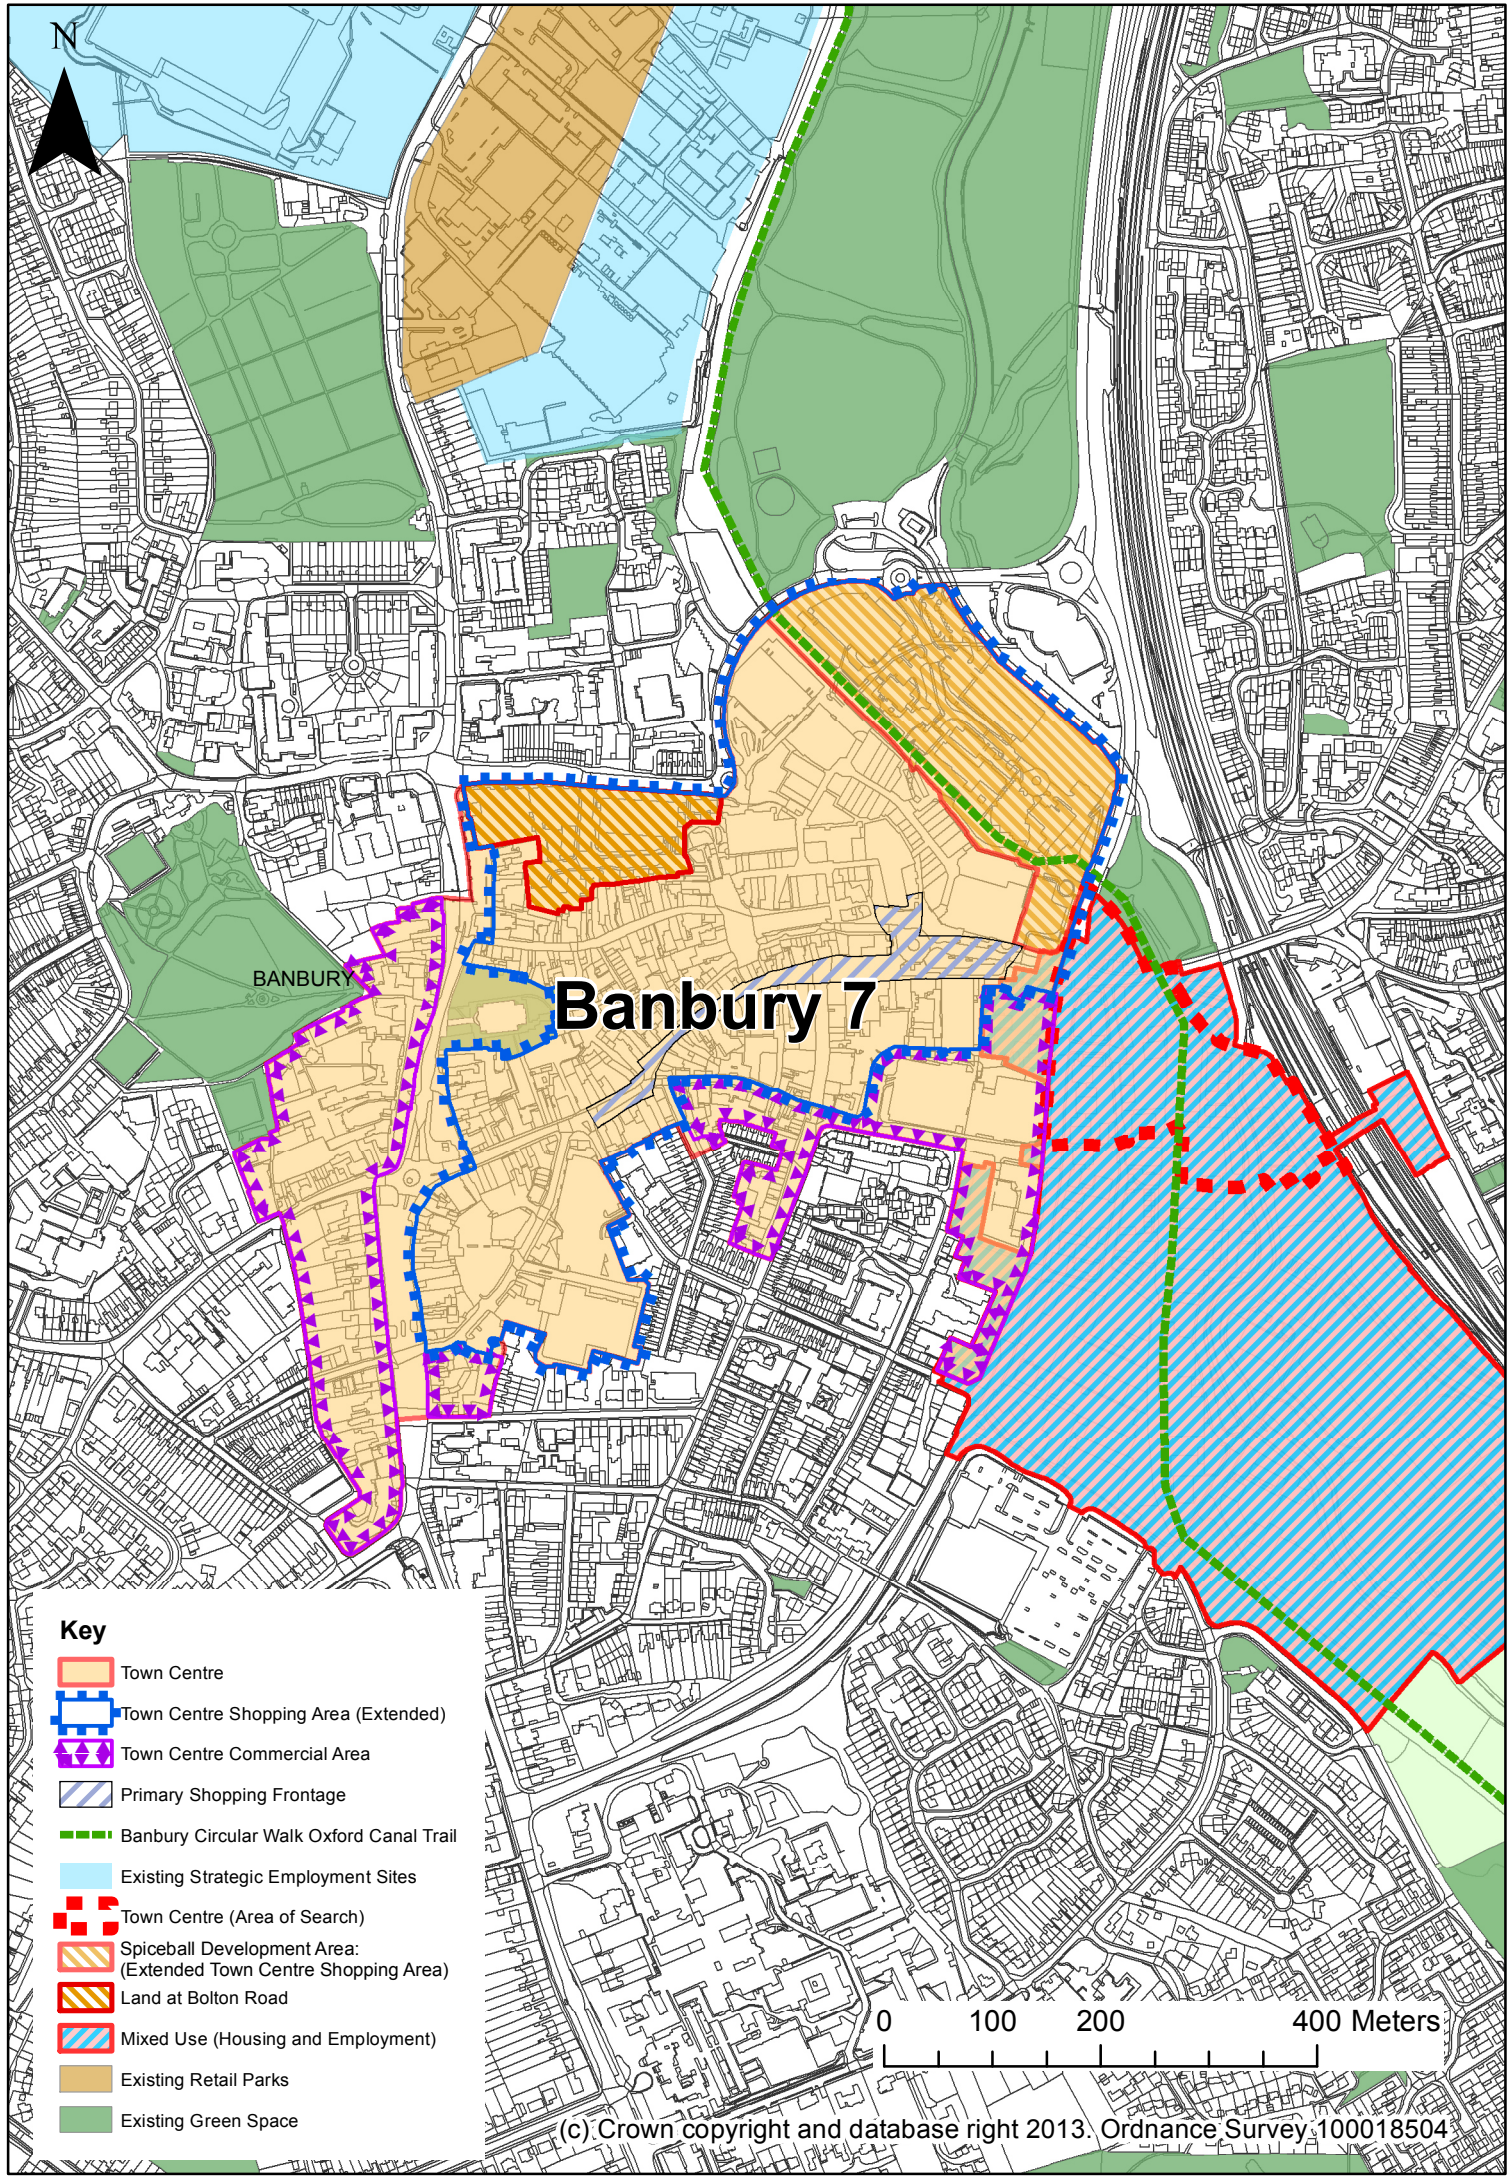 N
BANBURY
Banbury 7
Key
Town Centre
Town Centre Shopping Area (Extended)
Town Centre Commercial Area
Primary Shopping Frontage
Banbury Circular Walk Oxford Canal Trail
Existing Strategic Employment Sites
Town Centre (Area of Search)
Spiceball Development Area:
(Extended Town Centre Shopping Area)
Land at Bolton Road
Mixed Use (Housing and Employment)
Existing Retail Parks
Existing Green Space
0 100 200 400 Meters
(c) Crown copyright and database right 2013. Ordnance Survey 100018504